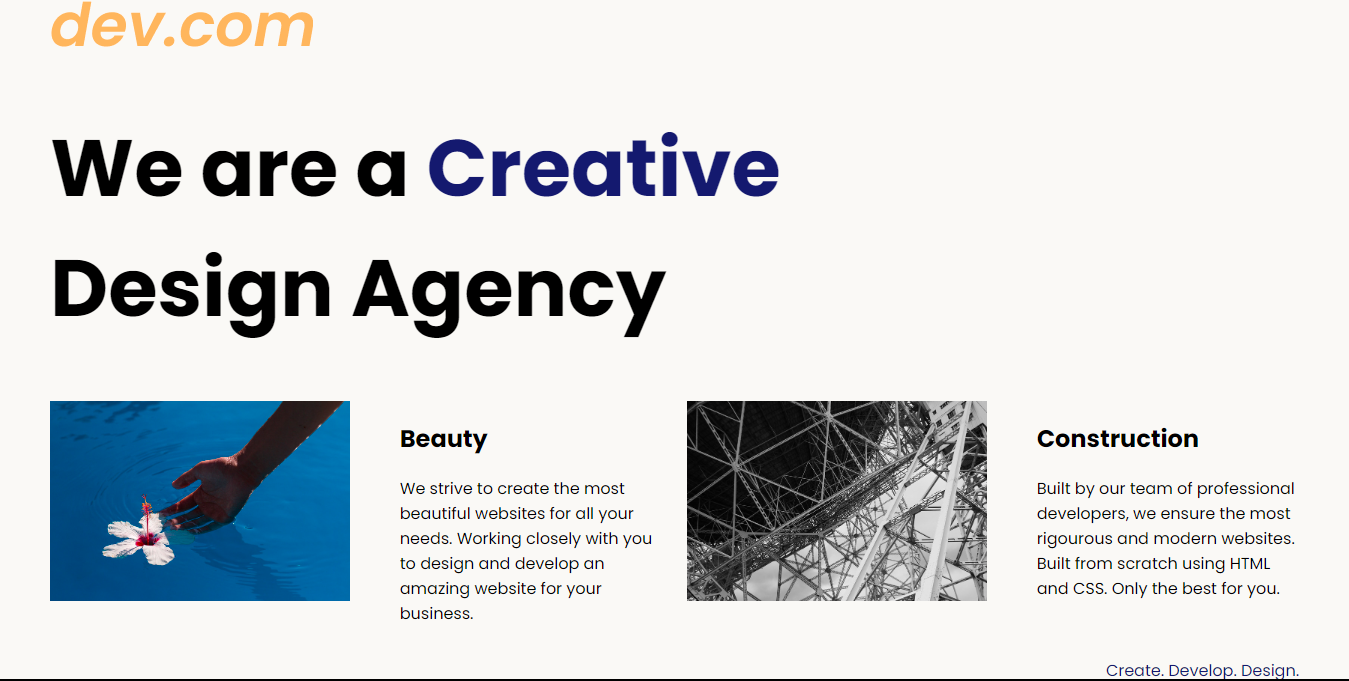 dev.com
We are a Creative
Design Agency
Beauty
We strive to create the most
beautiful websites for all your
needs. Working closely with you
to design and develop an
amazing website for your
business.
Construction
Built by our team of professional
developers, we ensure the most
rigourous and modern websites.
Built from scratch using HTML
and CSS. Only the best for you.
Create. Develop. Design.